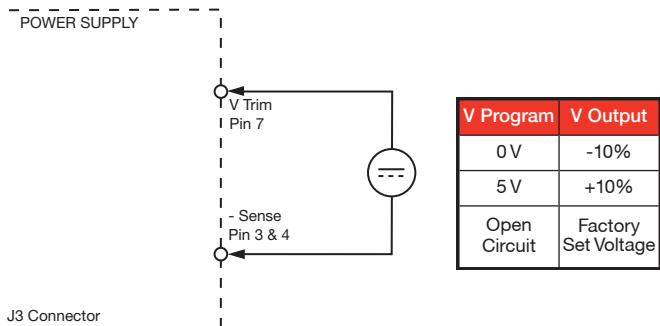 POWER SUPPLY
V Trim
Pin 7
- Sense
Pin 3 & 4
J3 Connector
V Program V Output
0 V -10%
5 V +10%
Open Circuit Factory Set Voltage